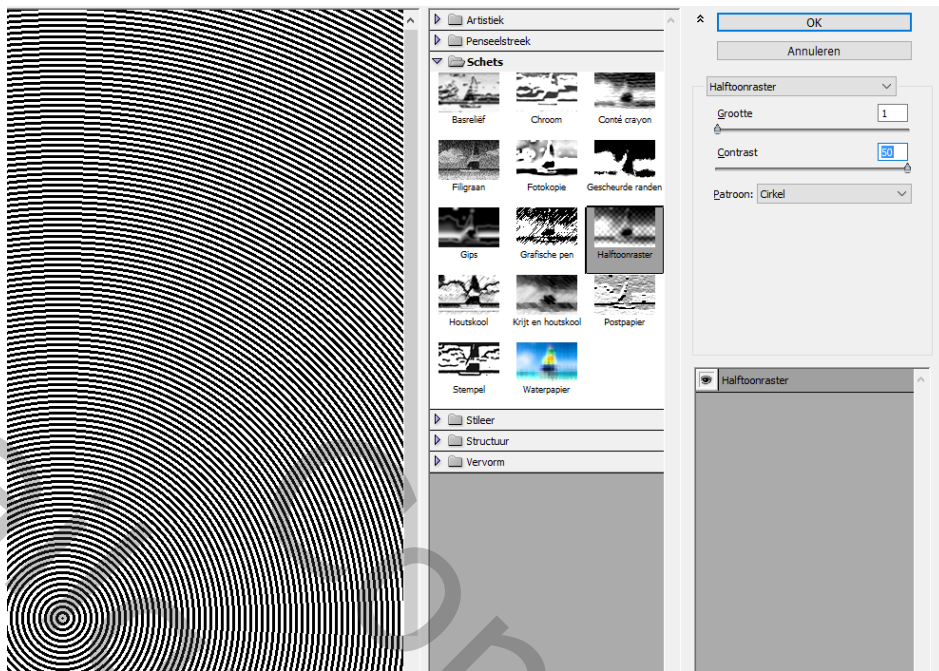 Artistiek
Penseelstreek
Schets
Basreliëf Chroom Conté crayon
Filigraan Fotokopie Gescheurde randen
Gips Grafische pen Halftoonraster
Houtskool Krijt en houtskool Postpapier
Stempel Waterpapier
Stileer
Structuur
Vervorm
OK
Annuleren
Halftoonraster
Grootte 1
Contrast 50
Patroon: Cirkel
Halftoonraster